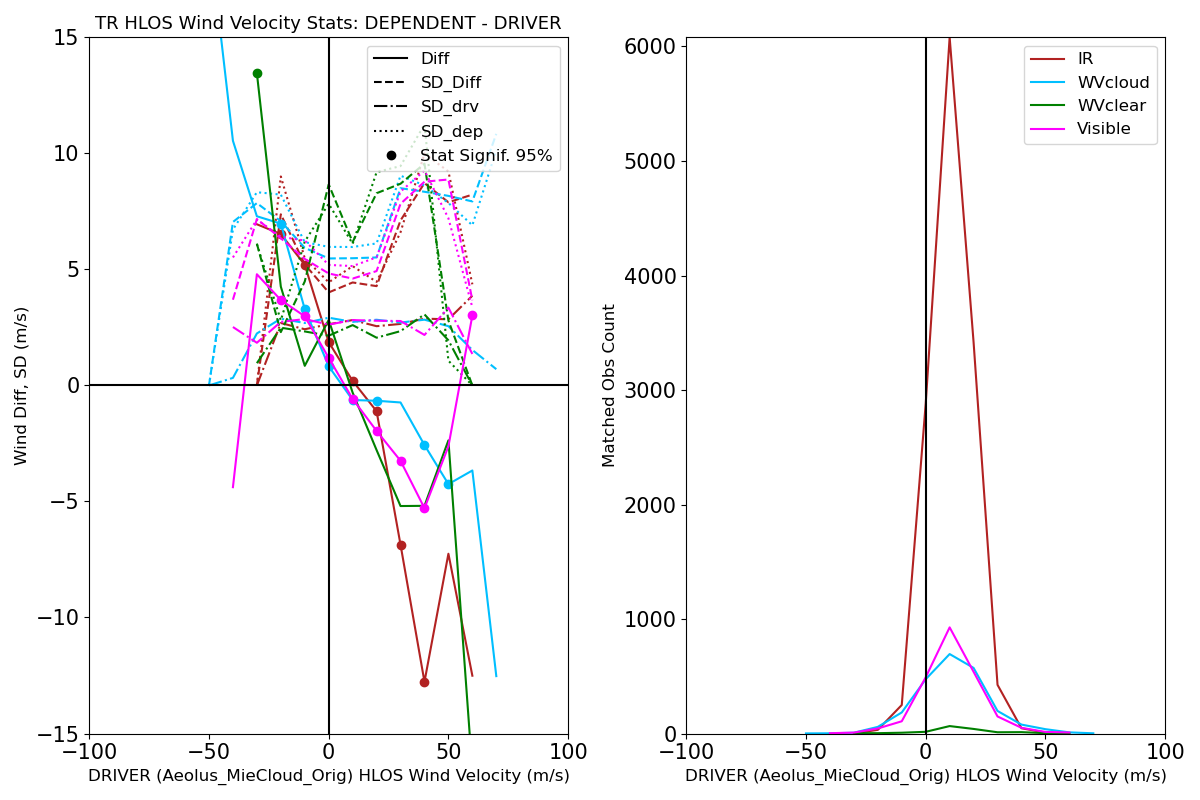 TR HLOS Wind Velocity Stats: DEPENDENT - DRIVER
Wind Diff, SD (m/s)
15
10
5
0
−5
−10
−15
−100
−50
0
50
100
DRIVER (Aeolus_MieCloud_Orig) HLOS Wind Velocity (m/s)
Diff
SD_Diff
SD_drv
SD_dep
Stat Signif. 95%
Matched Obs Count
6000
5000
4000
3000
2000
1000
0
−100
−50
0
50
100
DRIVER (Aeolus_MieCloud_Orig) HLOS Wind Velocity (m/s)
IR
WVcloud
WVclear
Visible